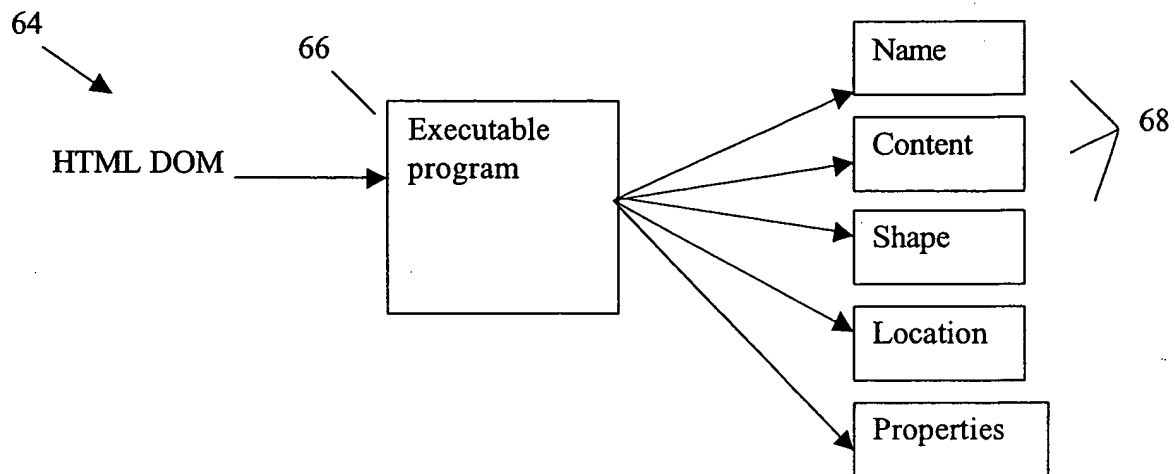 64
66
HTML DOM
Executable
program
Name
Content
Shape
Location
Properties
68